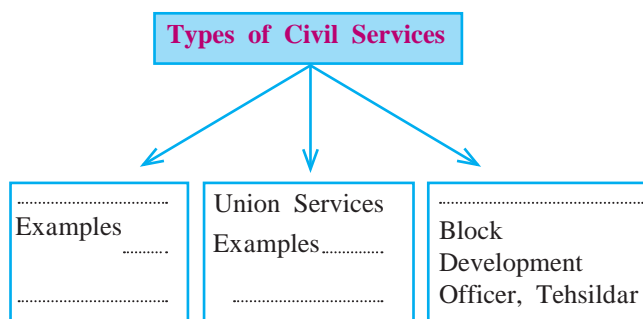 Types of Civil Services
....................................
Examples
..........
....................................
Union Services
Examples............
.............................
..................................................
Block
Development
Officer, Tehsildar